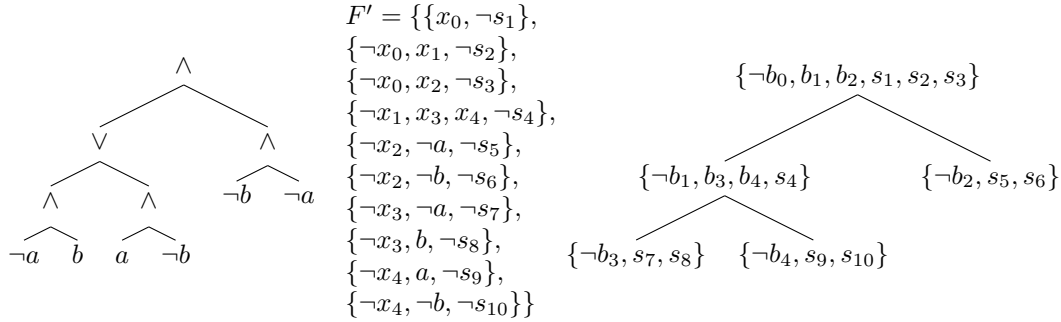 ∧
∨ ∧
∧ ∧ ¬b ¬a
¬a b a ¬b
F′ = {{x₀, ¬s₁},
{¬x₀, x₁, ¬s₂},
{¬x₀, x₂, ¬s₃},
{¬x₁, x₃, x₄, ¬s₄},
{¬x₂, ¬a, ¬s₅},
{¬x₂, ¬b, ¬s₆},
{¬x₃, ¬a, ¬s₇},
{¬x₃, b, ¬s₈},
{¬x₄, a, ¬s₉},
{¬x₄, ¬b, ¬s₁₀}}
{¬b₀, b₁, b₂, s₁, s₂, s₃}
{¬b₁, b₃, b₄, s₄} {¬b₂, s₅, s₆}
{¬b₃, s₇, s₈} {¬b₄, s₉, s₁₀}